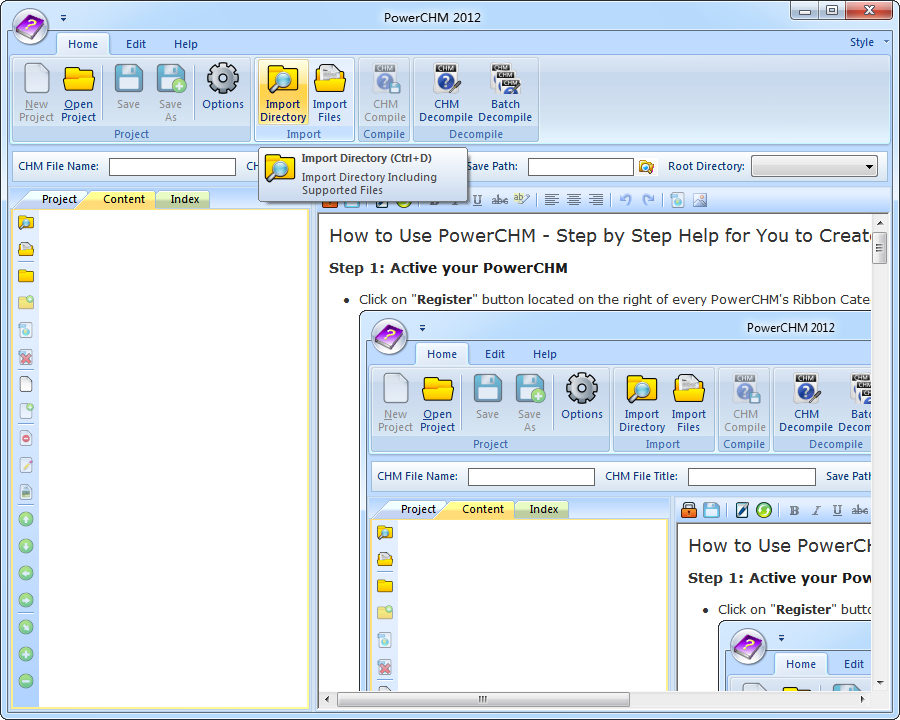 PowerCHM 2012
Home Edit Help Style
New Project Open Project Save Save As Options Import Directory Import Files CHM Compile CHM Decompile Batch Decompile
Project Import Compile Decompile
CHM File Name: Save Path: Root Directory:
Import Directory (Ctrl+D)
Import Directory Including
Supported Files
Project Content Index
How to Use PowerCHM - Step by Step Help for You to Create
Step 1: Active your PowerCHM
• Click on "Register" button located on the right of every PowerCHM's Ribbon Cate
PowerCHM 2012
Home Edit Help
New Project Open Project Save Save As Options Import Directory Import Files CHM Compile CHM Decompile
Project Import Compile Decompile
CHM File Name: CHM File Title: Save Path
Project Content Index
B I U abc
How to Use PowerCH
Step 1: Active your Pow
• Click on "Register" butto
Home Edit